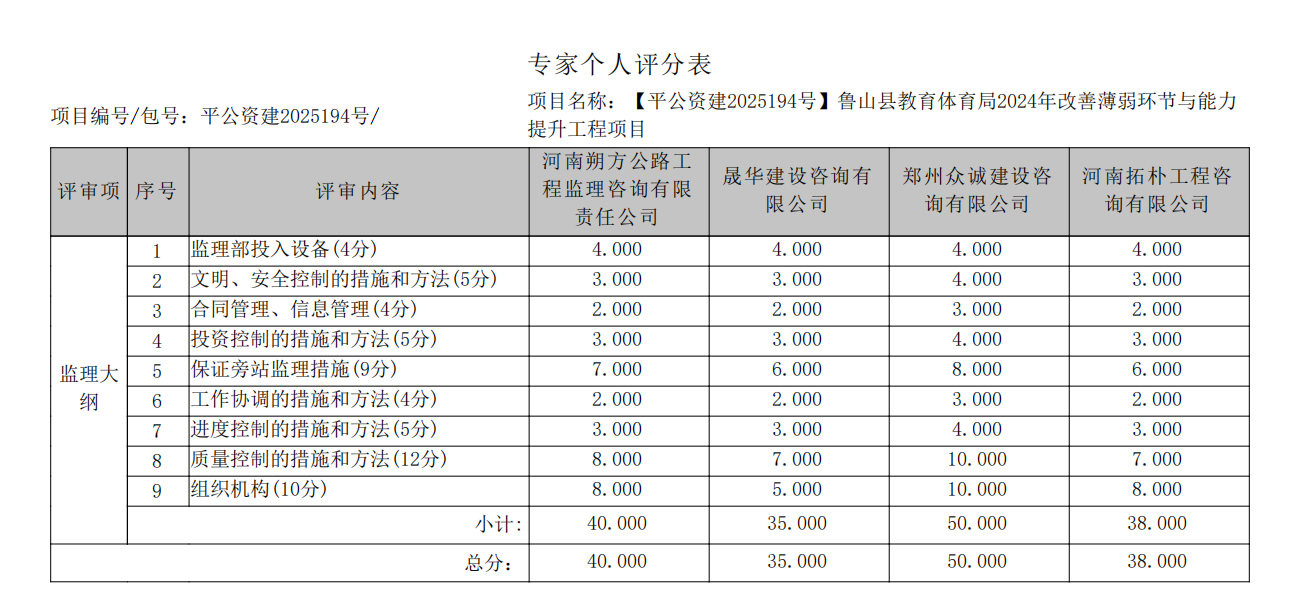 专家个人评分表
项目编号/包号: 平公资建2025194号/
项目名称: 【平公资建2025194号】鲁山县教育体育局2024年改善薄弱环节与能力
提升工程项目
评审项 序号 评审内容 河南朔方公路工程监理咨询有限责任公司 晟华建设咨询有限公司 郑州众诚建设咨询有限公司 河南拓朴工程咨询有限公司
监理大纲
1 监理部投入设备(4分) 4.000 4.000 4.000 4.000
2 文明、安全控制的措施和方法(5分) 3.000 3.000 4.000 3.000
3 合同管理、信息管理(4分) 2.000 2.000 3.000 2.000
4 投资控制的措施和方法(5分) 3.000 3.000 4.000 3.000
5 保证旁站监理措施(9分) 7.000 6.000 8.000 6.000
6 工作协调的措施和方法(4分) 2.000 2.000 3.000 2.000
7 进度控制的措施和方法(5分) 3.000 3.000 4.000 3.000
8 质量控制的措施和方法(12分) 8.000 7.000 10.000 7.000
9 组织机构(10分) 8.000 5.000 10.000 8.000
小计: 40.000 35.000 50.000 38.000
总分: 40.000 35.000 50.000 38.000